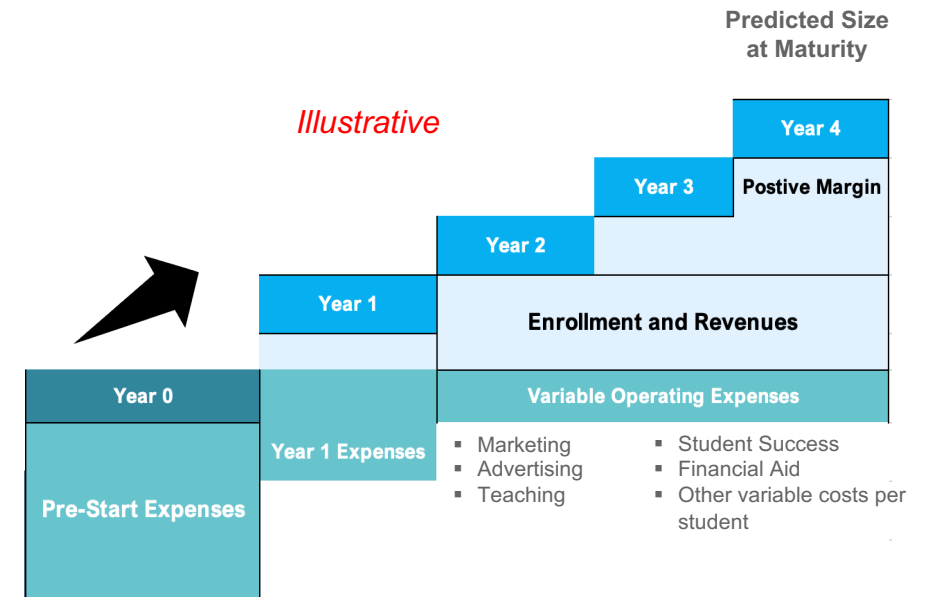 Predicted Size
at Maturity
Illustrative
Year 4
Year 3
Postive Margin
Year 2
Year 1
Enrollment and Revenues
Year 0
Variable Operating Expenses
Year 1 Expenses
▪ Marketing
▪ Advertising
▪ Teaching
▪ Student Success
▪ Financial Aid
▪ Other variable costs per
student
Pre-Start Expenses